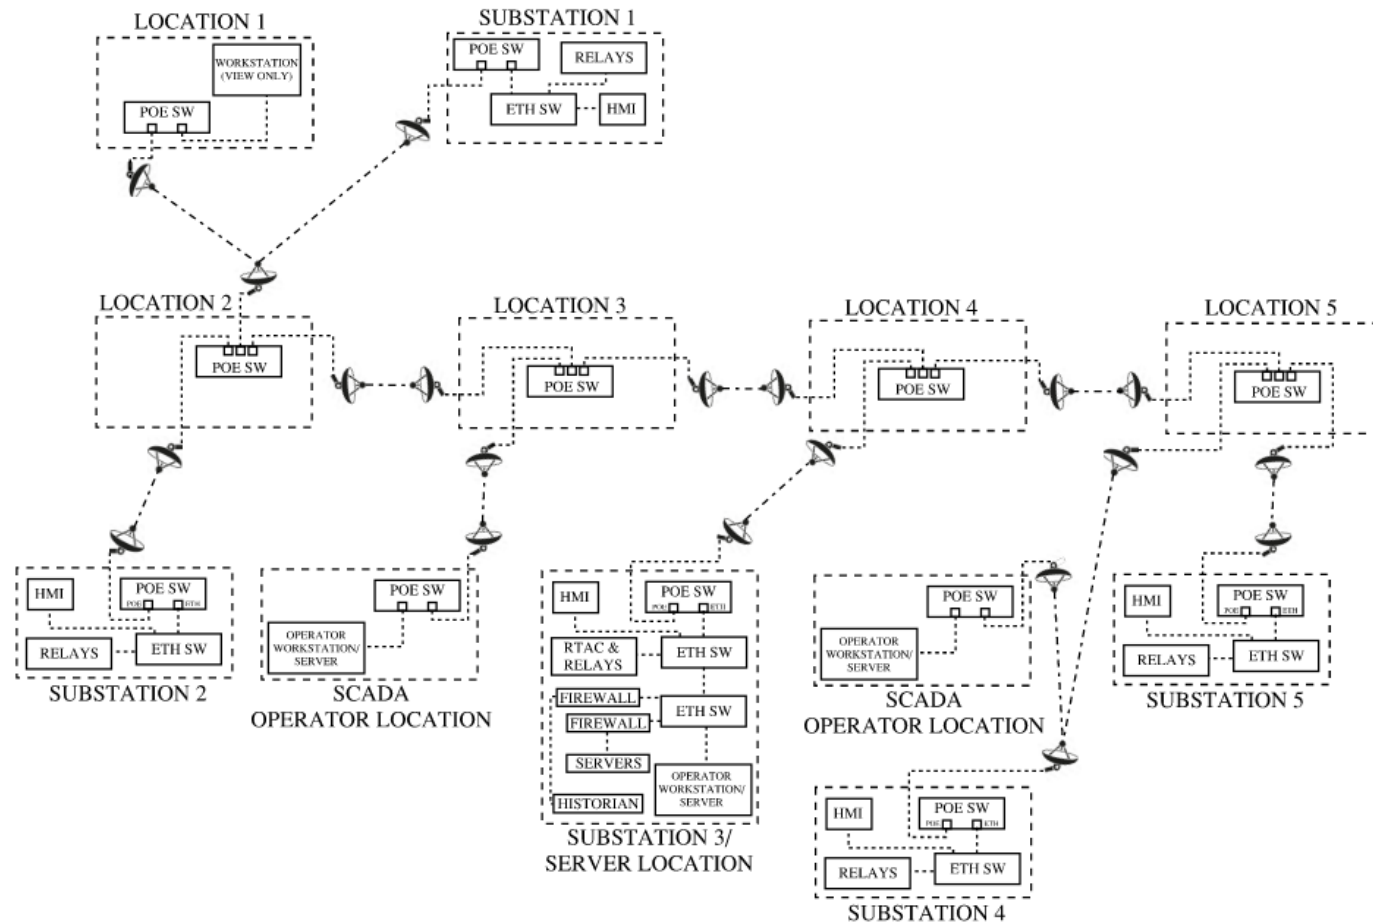 LOCATION 1
WORKSTATION
(VIEW ONLY)
POE SW
SUBSTATION 1
POE SW
RELAYS
ETH SW
HMI
LOCATION 2
POE SW
LOCATION 3
POE SW
LOCATION 4
POE SW
LOCATION 5
POE SW
HMI
POE SW
POE
ETH
RELAYS
ETH SW
SUBSTATION 2
POE SW
OPERATOR
WORKSTATION/
SERVER
SCADA
OPERATOR LOCATION
HMI
POE SW
POE
ETH
RTAC &
RELAYS
ETH SW
FIREWALL
FIREWALL
ETH SW
SERVERS
OPERATOR
WORKSTATION/
SERVER
HISTORIAN
SUBSTATION 3/
SERVER LOCATION
POE SW
OPERATOR
WORKSTATION/
SERVER
SCADA
OPERATOR LOCATION
HMI
POE SW
POE
ETH
RELAYS
ETH SW
SUBSTATION 5
HMI
POE SW
POE
ETH
RELAYS
ETH SW
SUBSTATION 4